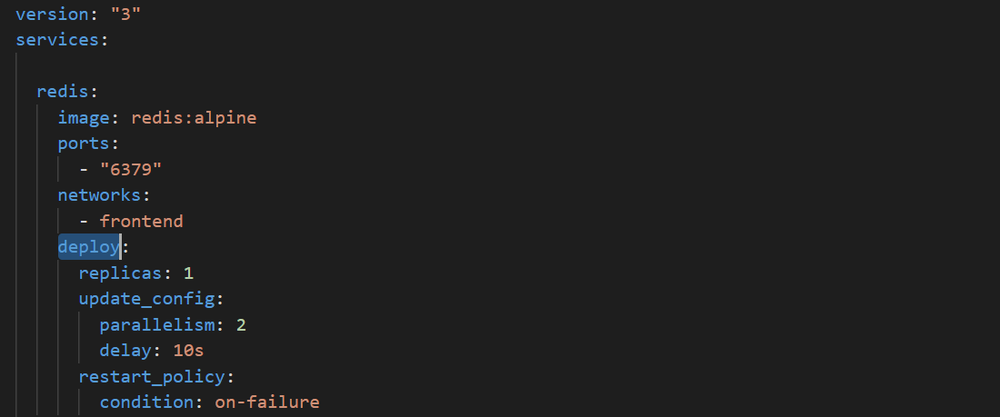 version: "3"
services:
redis:
image: redis:alpine
ports:
- "6379"
networks:
- frontend
deploy:
replicas: 1
update_config:
parallelism: 2
delay: 10s
restart_policy:
condition: on-failure